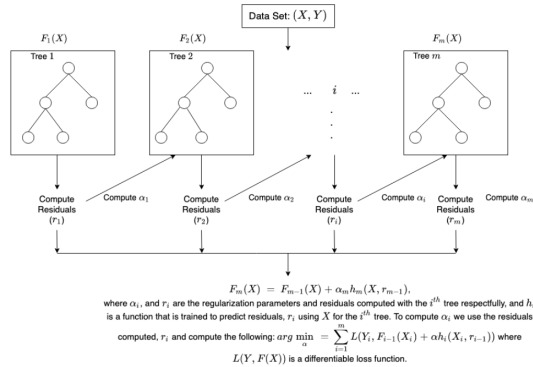 Data Set: (X, Y)
F₁(X) F₂(X) Fₘ(X)
Tree 1 Tree 2 Tree m
... i ...
.
.
.
Compute Residuals (r₁)
Compute α₁
Compute Residuals (r₂)
Compute α₂
Compute Residuals (rᵢ)
Compute αᵢ
Compute Residuals (rₘ)
Compute αₘ
Fₘ(X) = Fₘ₋₁(X) + αₘhₘ(X, rₘ₋₁),
where αᵢ, and rᵢ are the regularization parameters and residuals computed with the iᵗʰ tree respectfully, and h
is a function that is trained to predict residuals, rᵢ using X for the iᵗʰ tree. To compute αᵢ we use the residuals
computed, rᵢ and compute the following: arg min_α = ∑_{i=1}^{m} L(Yᵢ, Fᵢ₋₁(Xᵢ) + αhᵢ(Xᵢ, rᵢ₋₁)) where
L(Y, F(X)) is a differentiable loss function.